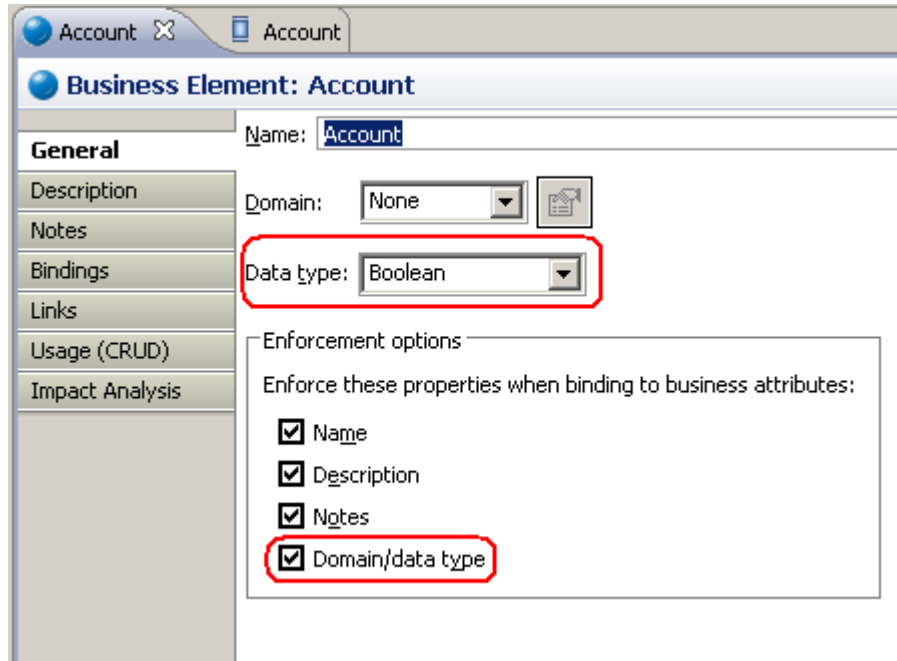 Account Account
Business Element: Account
General
Description
Notes
Bindings
Links
Usage (CRUD)
Impact Analysis
Name: Account
Domain: None
Data type: Boolean
Enforcement options
Enforce these properties when binding to business attributes:
Name
Description
Notes
Domain/data type